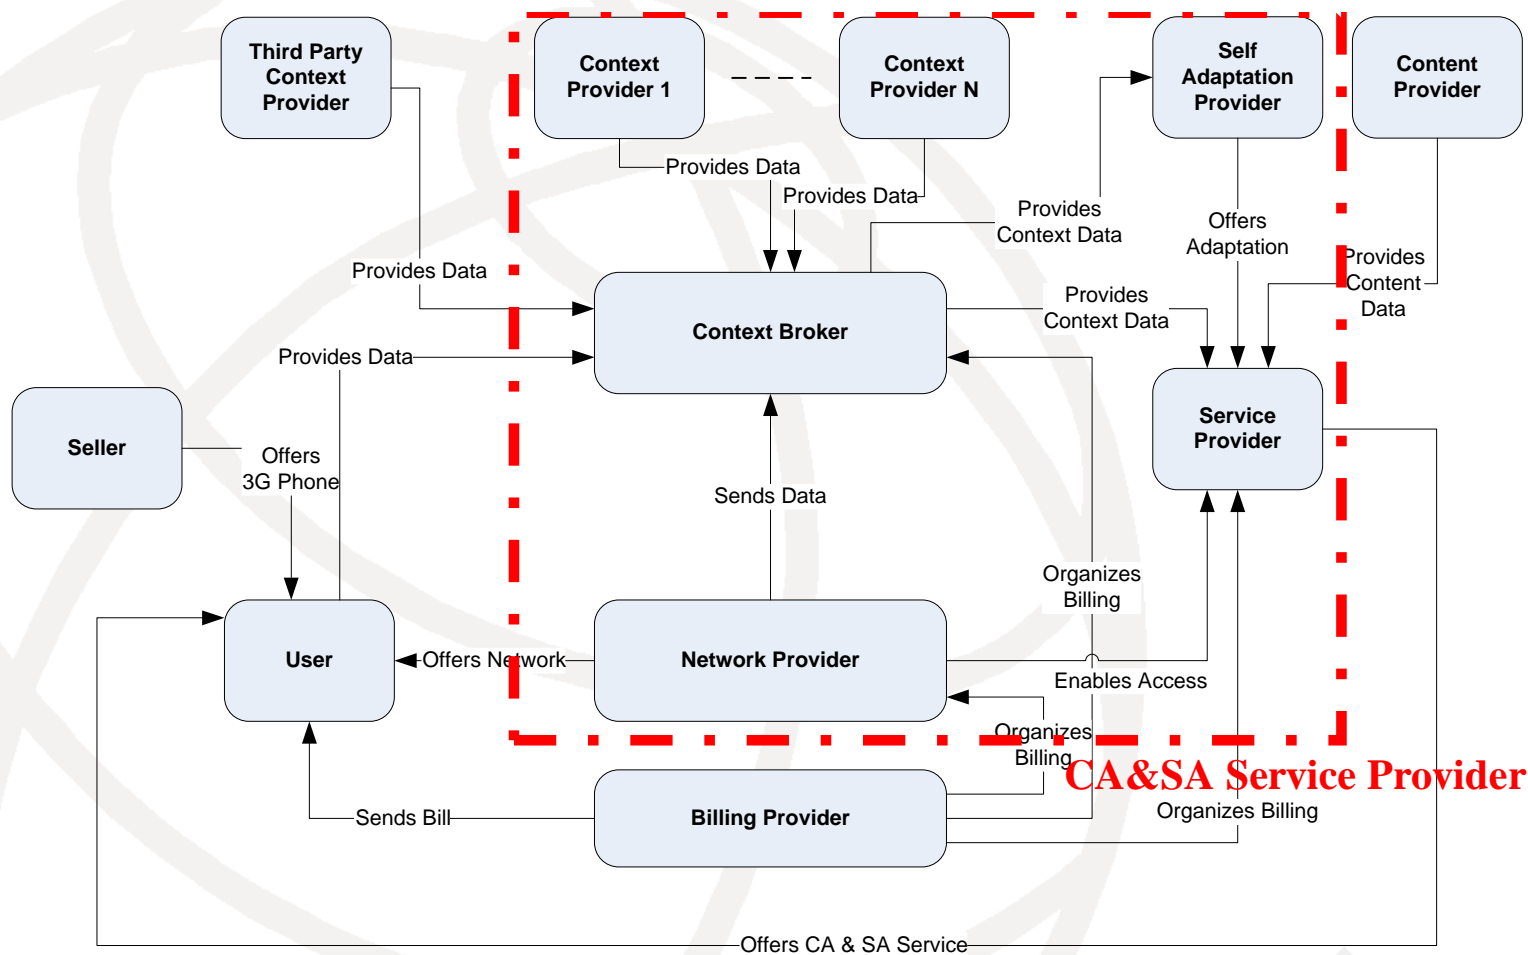 Third Party
Context
Provider
Context
Provider 1
Context
Provider N
Self
Adaptation
Provider
Content
Provider
Provides Data
Provides Data
Provides
Context Data
Offers
Adaptation
Provides
Content
Data
Provides Data
Provides
Context Data
Context Broker
Provides Data
Seller
Offers
3G Phone
Service
Provider
Sends Data
Organizes
Billing
User
Offers Network
Network Provider
Enables Access
Organizes
Billing
CA&SA Service Provider
Sends Bill
Billing Provider
Organizes Billing
Offers CA & SA Service